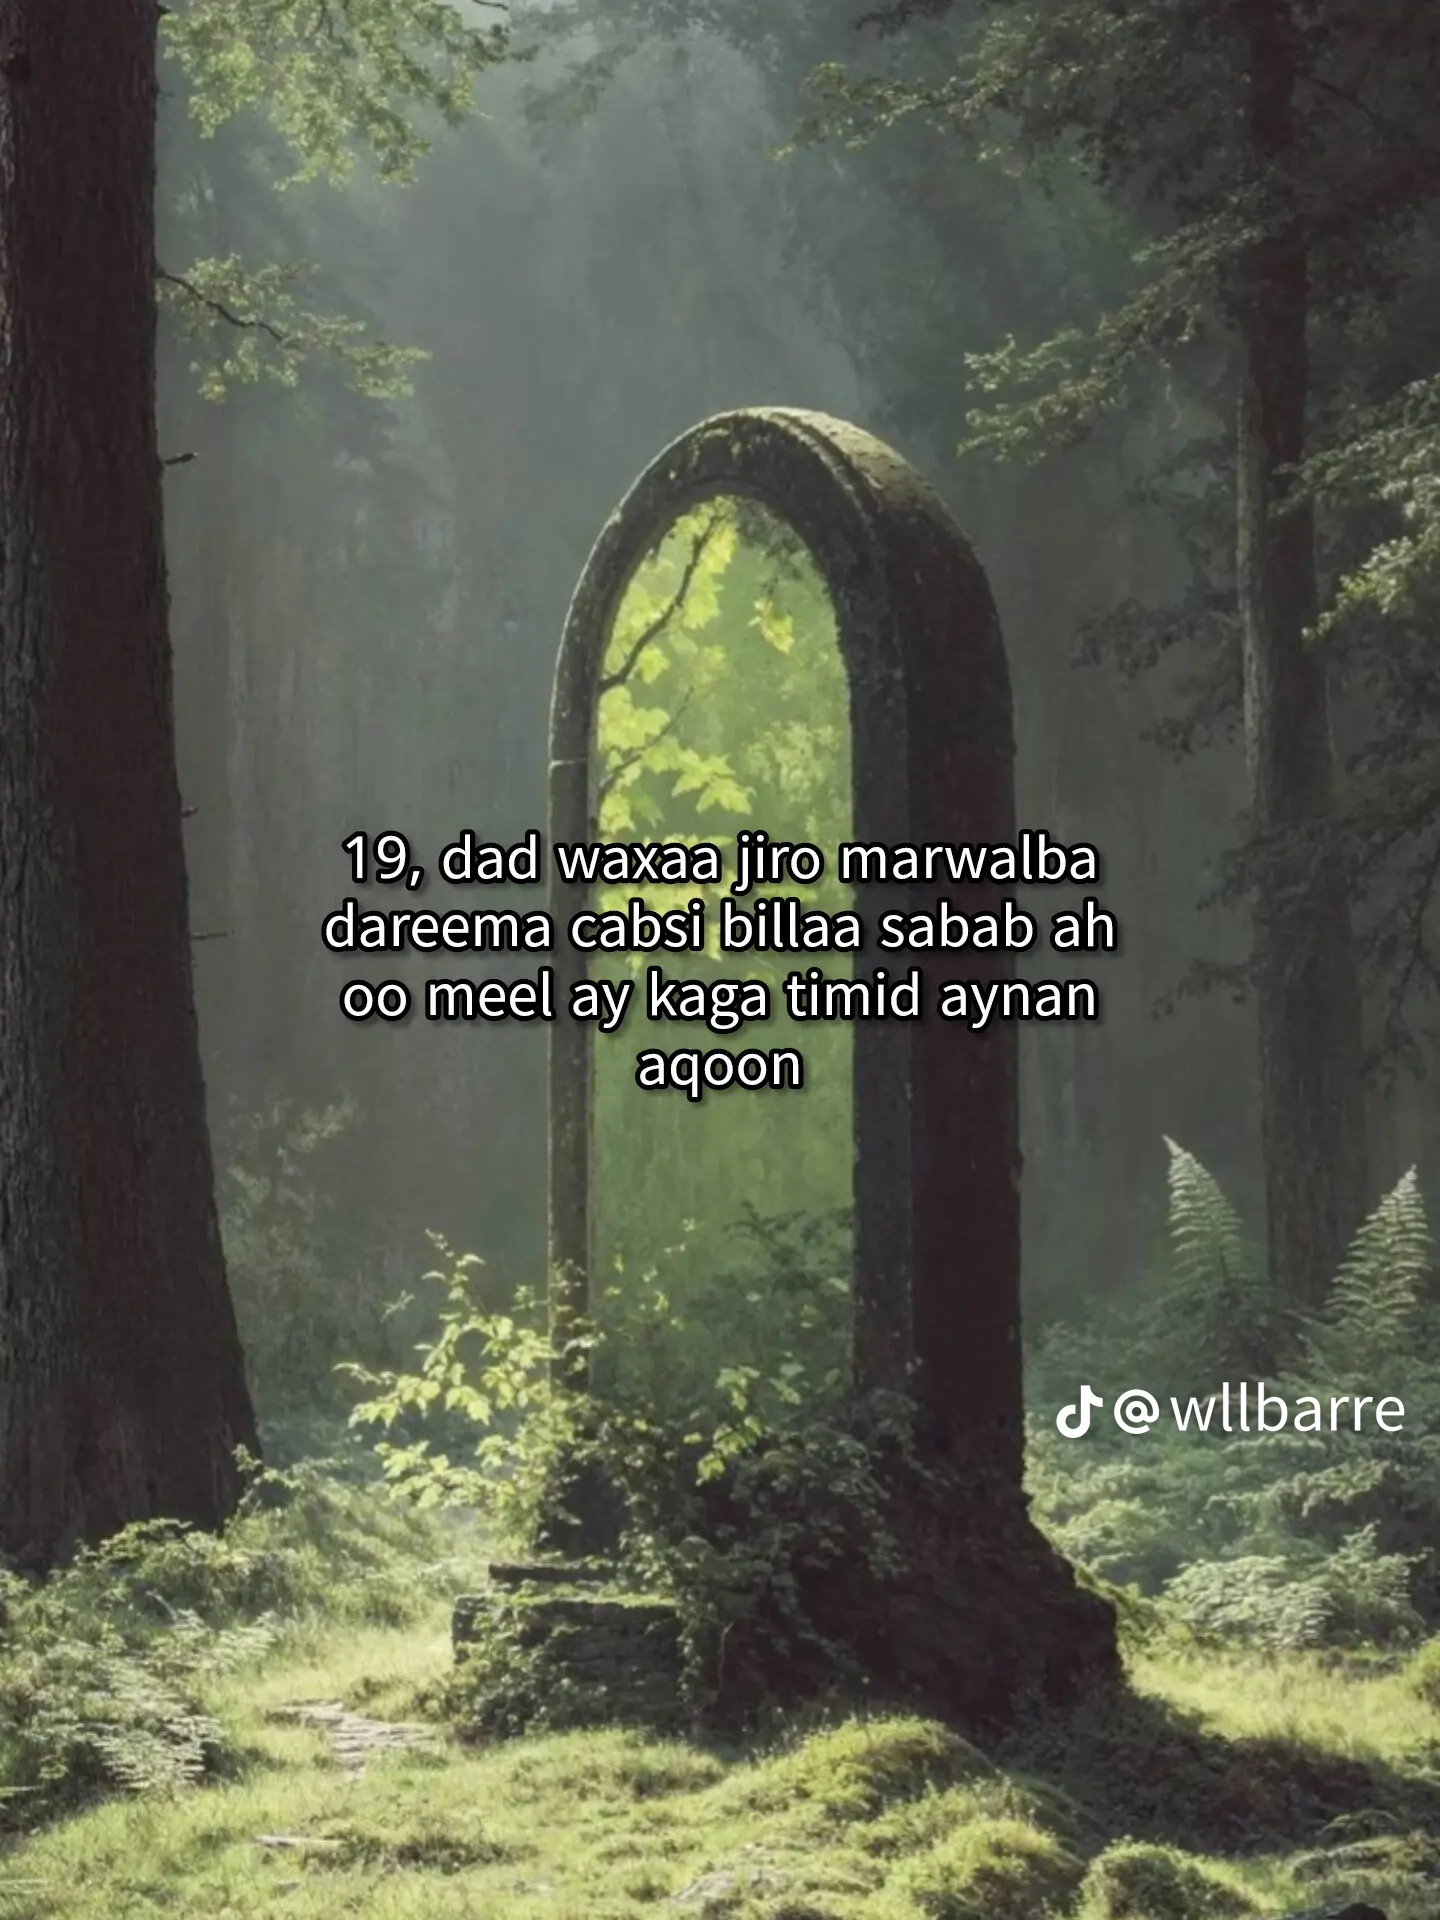 19, dad waxaa jiro marwalba
dareema cabsi billaa sabab ah
oo meel ay kaga timid aynan
aqoon
@wllbarre